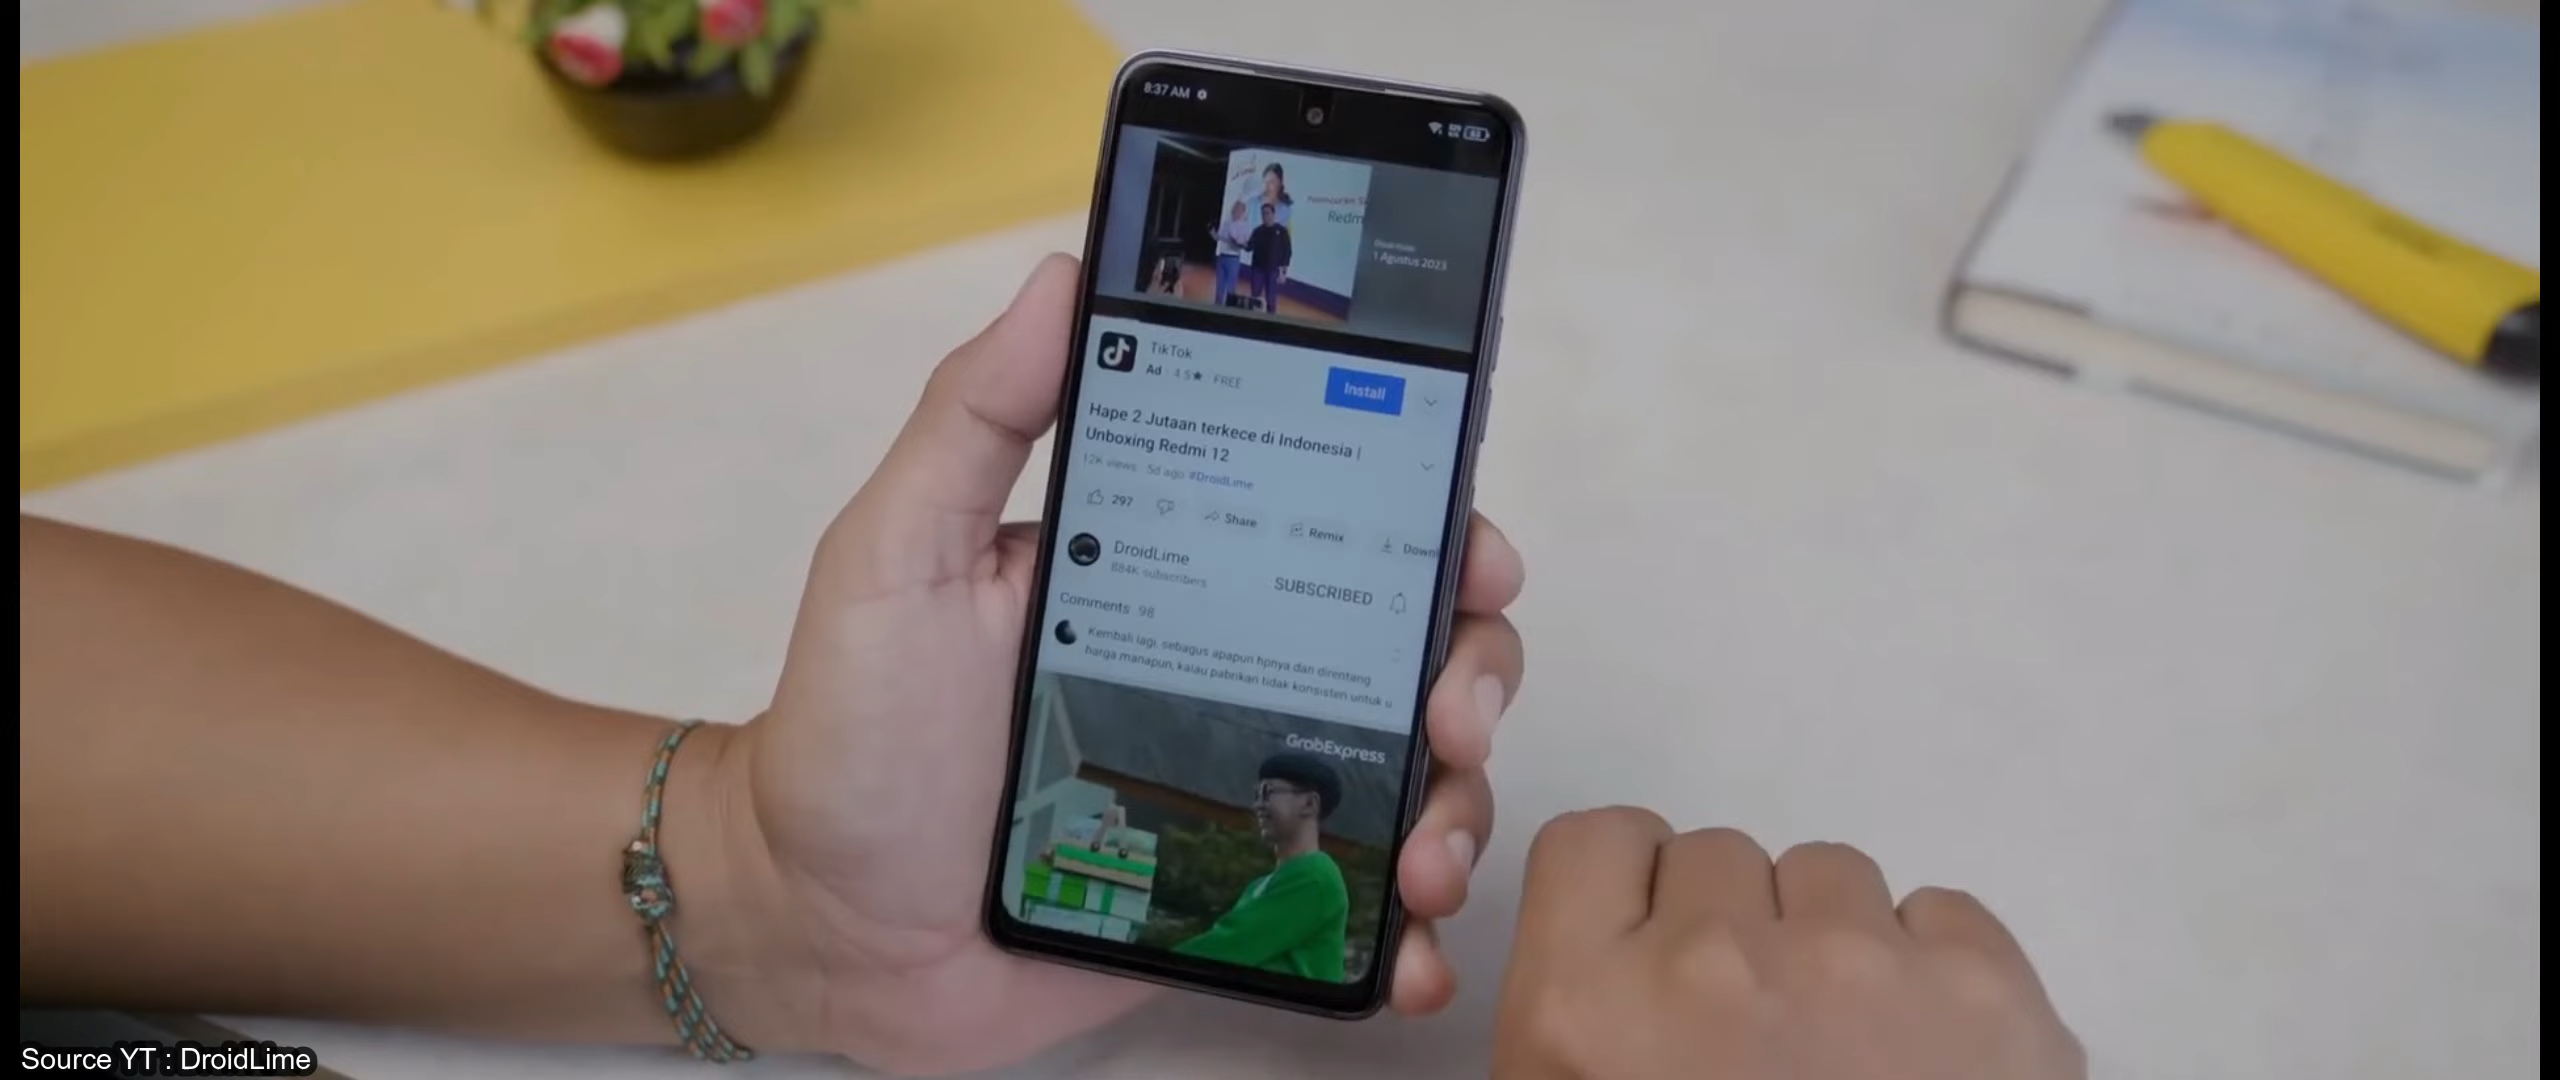 8:37 AM
Redm
1 Agustus 2023
TikTok
Ad 4.5★ FREE
Install
Hape 2 Jutaan terkece di Indonesia |
Unboxing Redmi 12
12K views 5d ago #DroidLime
297
Share
Remix
Downl
DroidLime
884K subscribers
SUBSCRIBED
Comments 98
Kembali lagi, sebagus apapun hpnya dan direntang
harga manapun, kalau pabrikan tidak konsisten untuk u
GrabExpress
Source YT : DroidLime